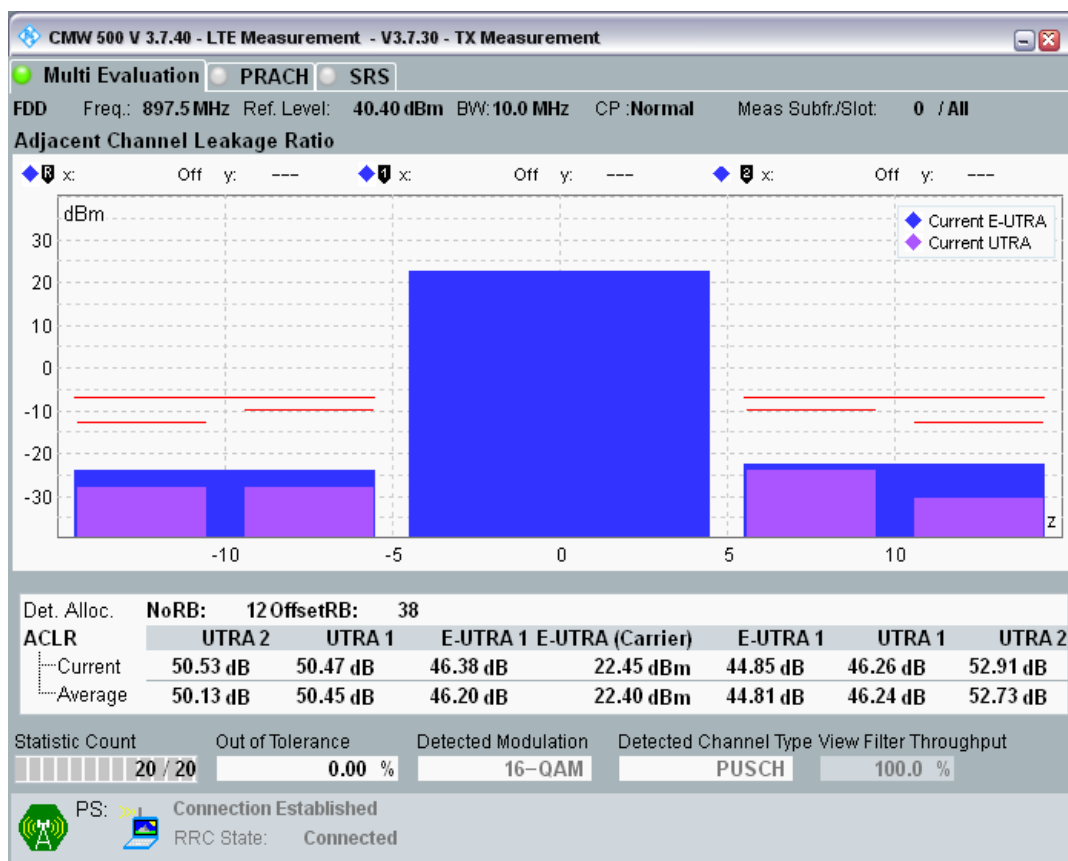 CMW 500 V 3.7.40 - LTE Measurement - V3.7.30 - TX Measurement
Multi Evaluation PRACH SRS
FDD Freq.: 897.5 MHz Ref. Level: 40.40 dBm BW: 10.0 MHz CP :Normal Meas Subfr./Slot: 0 / All
Adjacent Channel Leakage Ratio
R x: Off y: --- 1 x: Off y: --- 2 x: Off y: ---
dBm
Current E-UTRA
Current UTRA
30
20
10
0
-10
-20
-30
z
-10 -5 0 5 10
Det. Alloc. NoRB: 12 OffsetRB: 38
ACLR UTRA 2 UTRA 1 E-UTRA 1 E-UTRA (Carrier) E-UTRA 1 UTRA 1 UTRA 2
Current 50.53 dB 50.47 dB 46.38 dB 22.45 dBm 44.85 dB 46.26 dB 52.91 dB
Average 50.13 dB 50.45 dB 46.20 dB 22.40 dBm 44.81 dB 46.24 dB 52.73 dB
Statistic Count Out of Tolerance Detected Modulation Detected Channel Type View Filter Throughput
20 / 20 0.00 % 16-QAM PUSCH 100.0 %
PS: Connection Established
RRC State: Connected